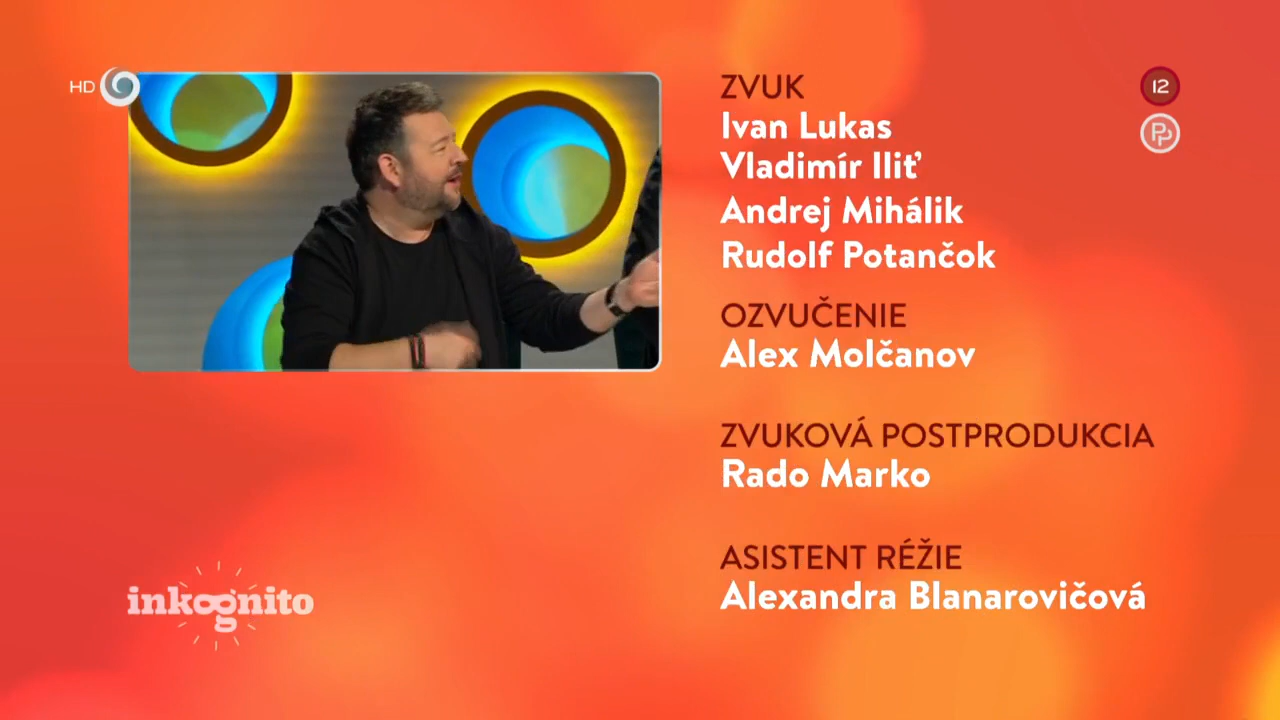 HD
ZVUK
Ivan Lukas
Vladimír Iliť
Andrej Mihálik
Rudolf Potančok
OZVUČENIE
Alex Molčanov
ZVUKOVÁ POSTPRODUKCIA
Rado Marko
ASISTENT RÉŽIE
Alexandra Blanarovičová
12
PP
inkognito